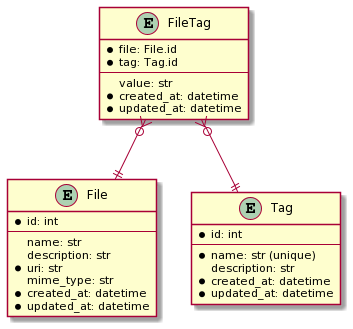 E FileTag
file: File.id
tag: Tag.id
value: str
created_at: datetime
updated_at: datetime
E File
id: int
name: str
description: str
uri: str
mime_type: str
created_at: datetime
updated_at: datetime
E Tag
id: int
name: str (unique)
description: str
created_at: datetime
updated_at: datetime